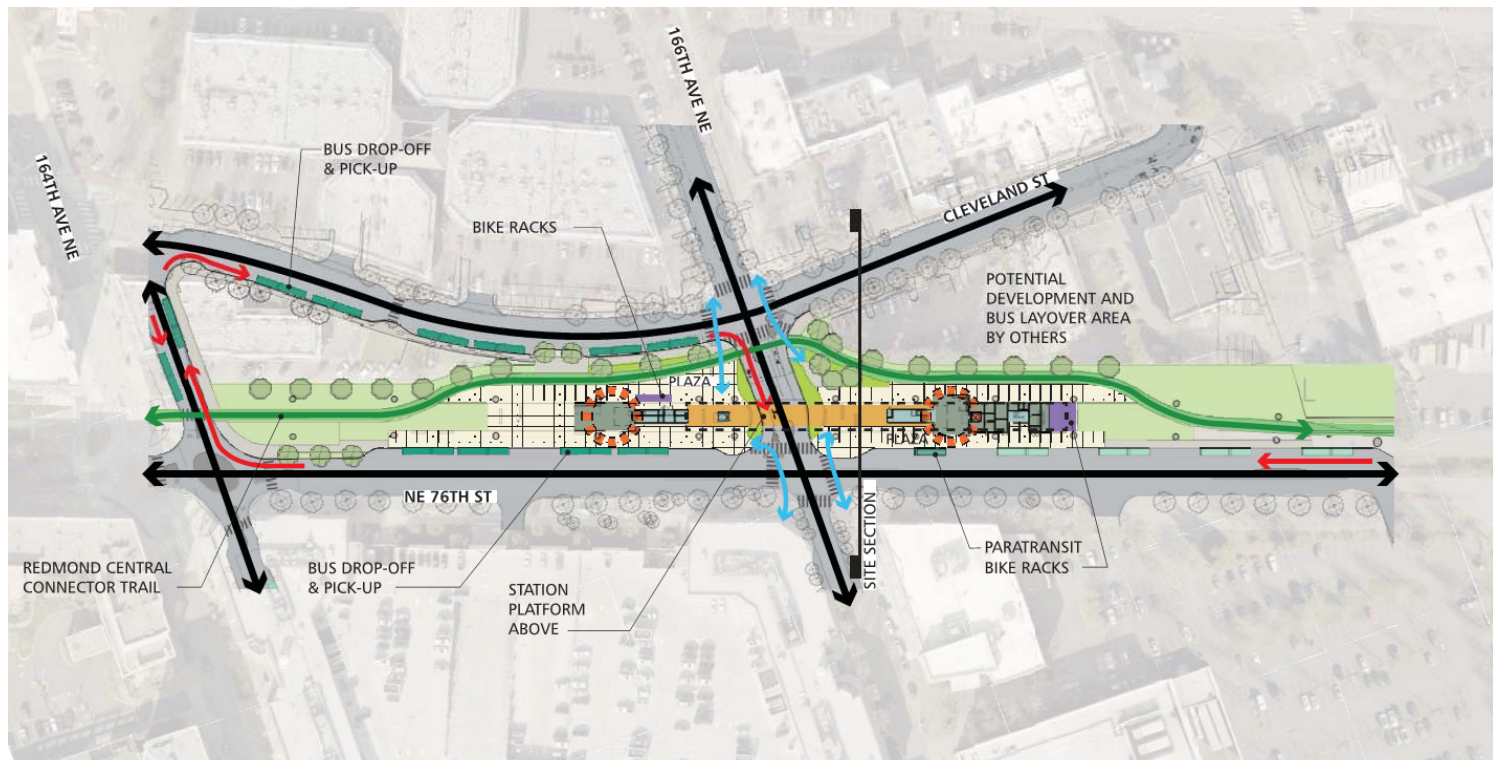 166TH AVE NE
164TH AVE NE
BUS DROP-OFF
& PICK-UP
BIKE RACKS
CLEVELAND ST
POTENTIAL
DEVELOPMENT AND
BUS LAYOVER AREA
BY OTHERS
PLAZA
PLAZA
NE 76TH ST
SITE SECTION
REDMOND CENTRAL
CONNECTOR TRAIL
BUS DROP-OFF
& PICK-UP
STATION
PLATFORM
ABOVE
PARATRANSIT
BIKE RACKS